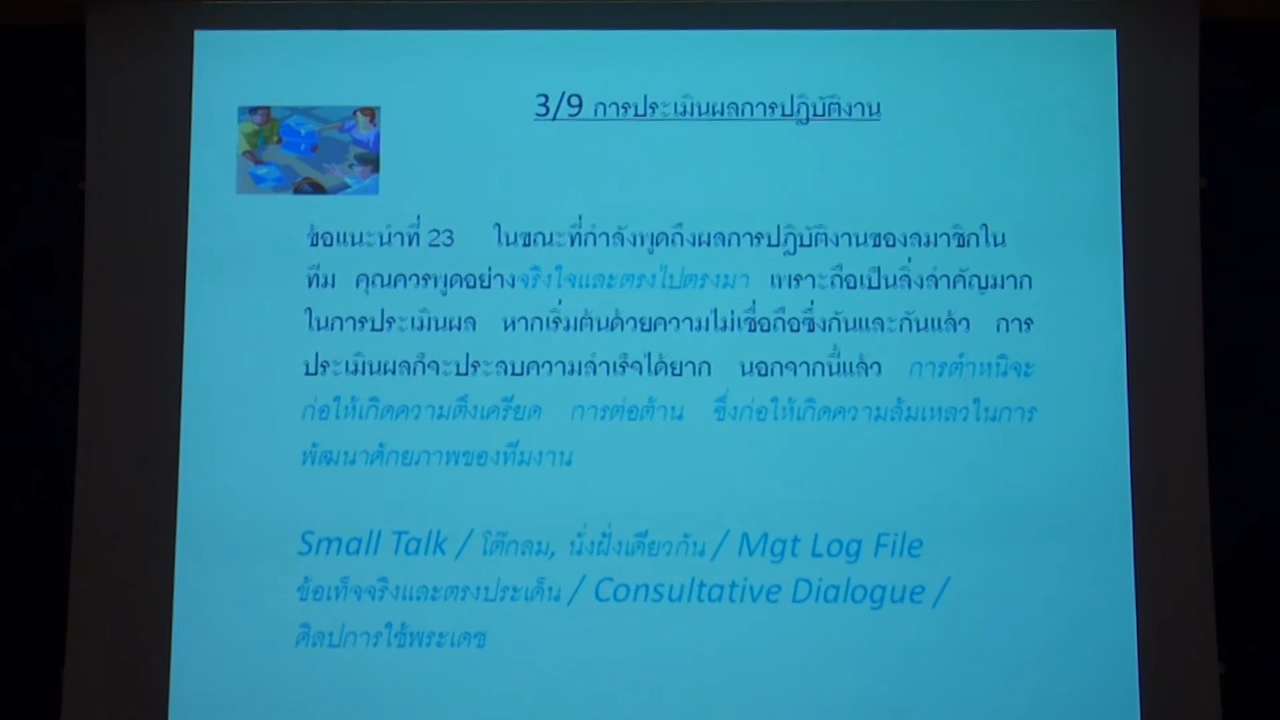 3/9 การประเมินผลการปฏิบัติงาน
ข้อแนะนำที่ 23 ในขณะที่กำลังพูดถึงผลการปฏิบัติงานของสมาชิกใน
ทีม คุณควรพูดอย่างจริงใจและตรงไปตรงมา เพราะถือเป็นสิ่งสำคัญมาก
ในการประเมินผล หากเริ่มต้นด้วยความไม่เชื่อถือซึ่งกันและกันแล้ว การ
ประเมินผลก็จะประสบความสำเร็จได้ยาก นอกจากนี้แล้ว การตำหนิจะ
ก่อให้เกิดความตึงเครียด การต่อต้าน ซึ่งก่อให้เกิดความล้มเหลวในการ
พัฒนาศักยภาพของทีมงาน
Small Talk / โต๊กลม, นั่งฝั่งเดียวกัน / Mgt Log File
ข้อเท็จจริงและตรงประเด็น / Consultative Dialogue /
ศิลปการใช้พระเดช